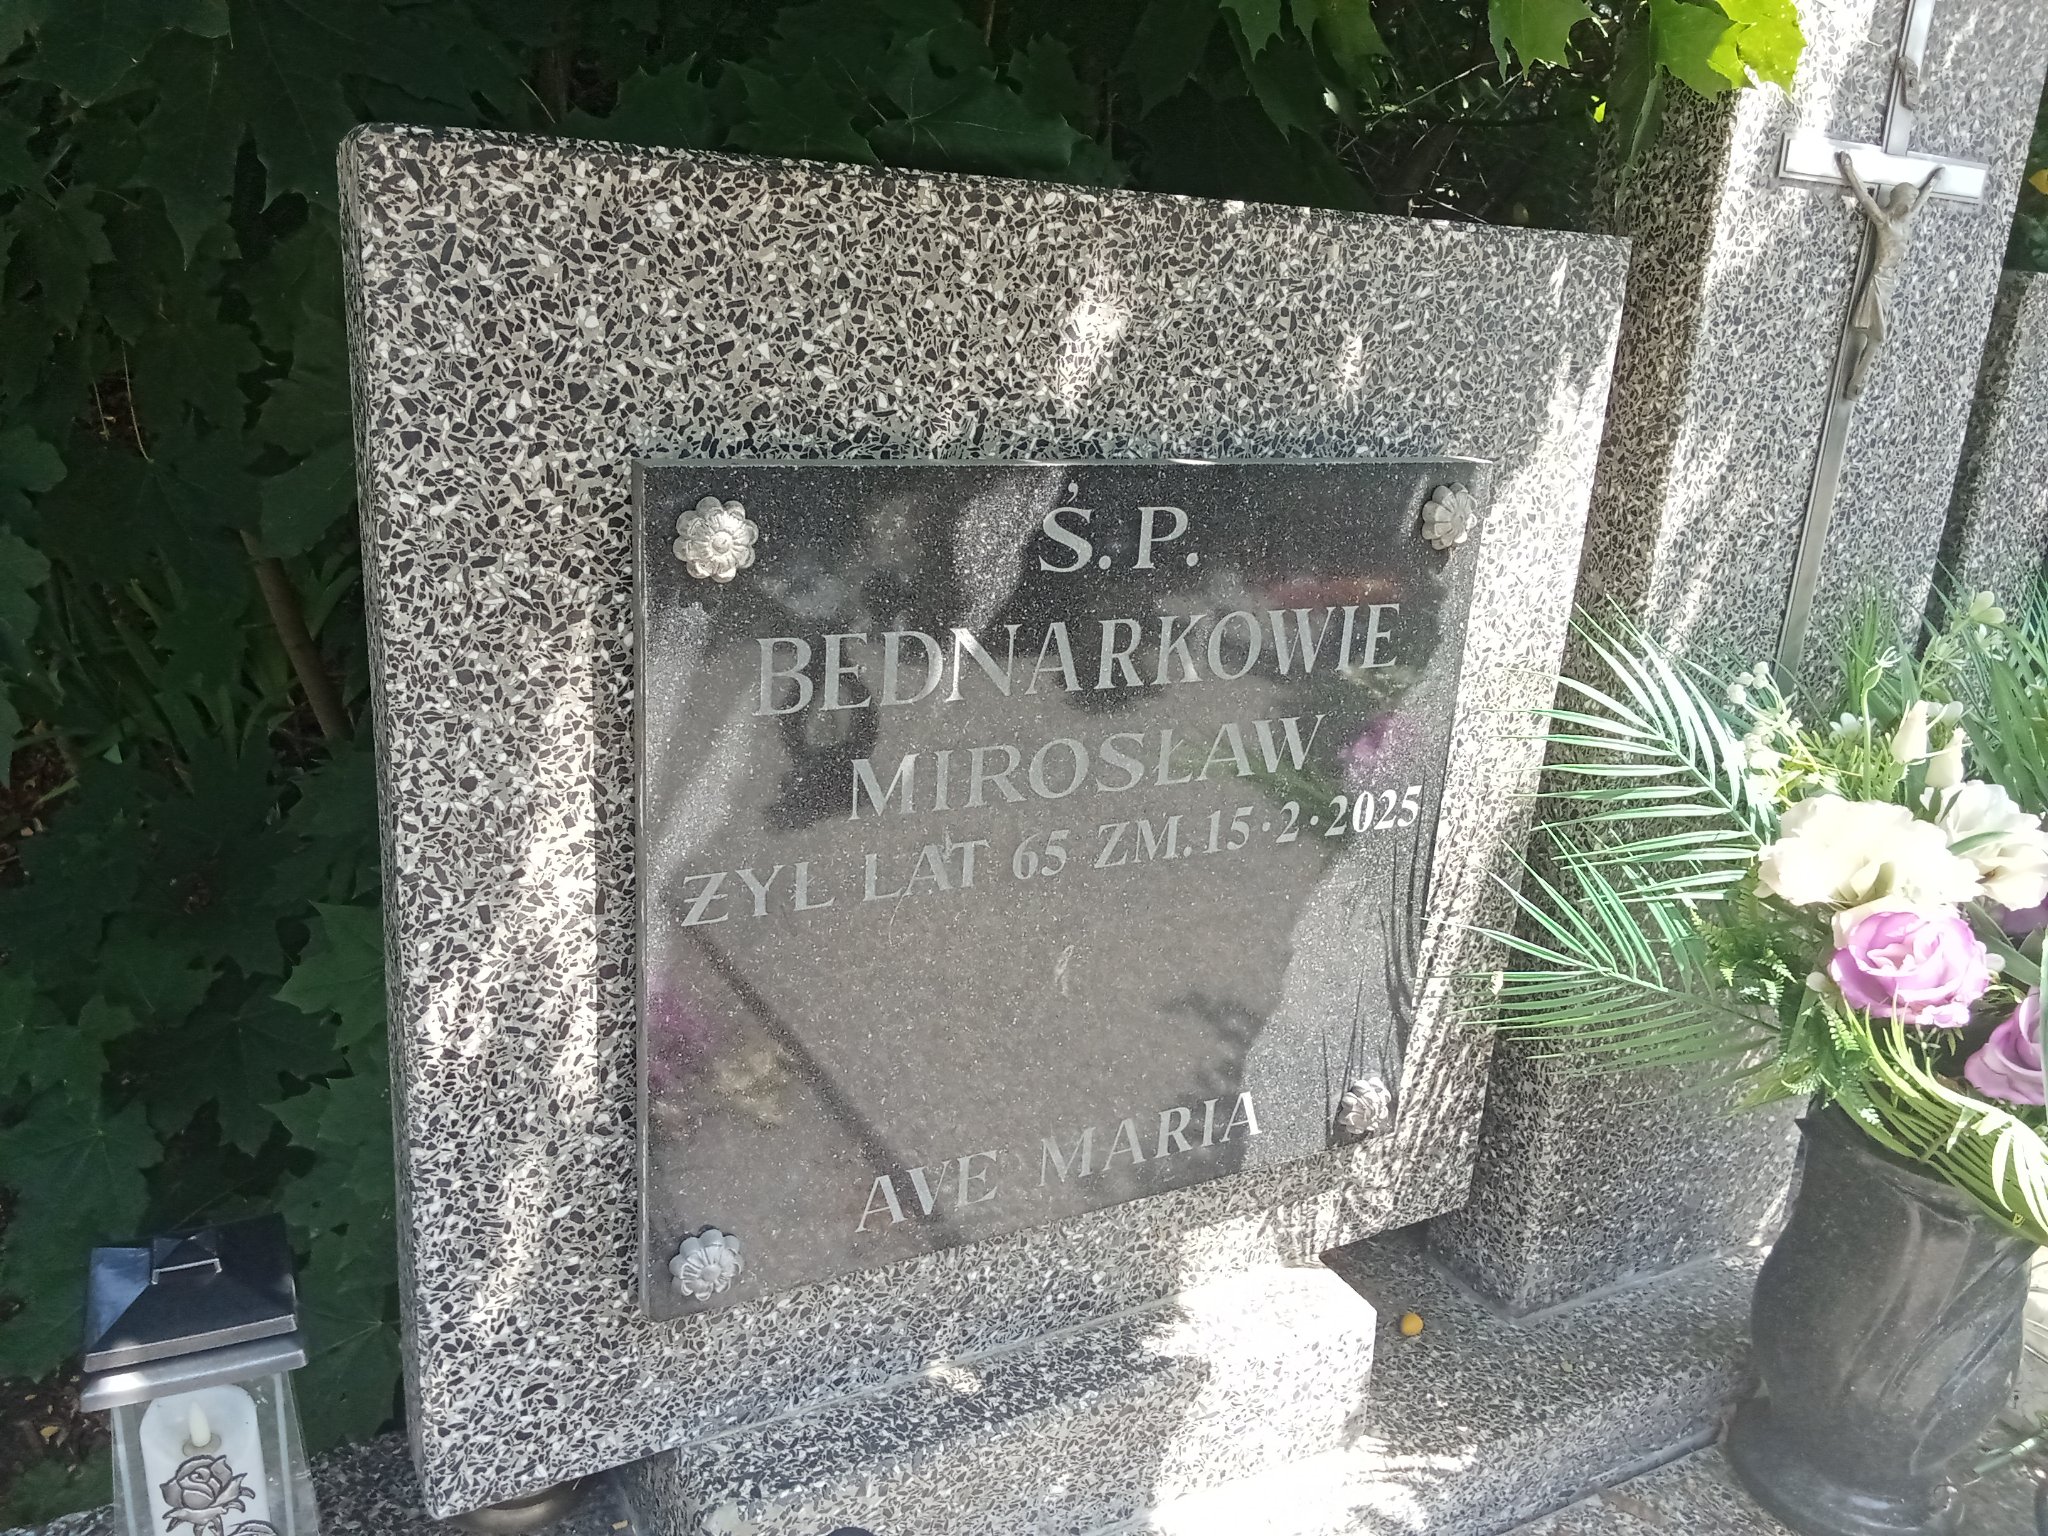 Ś. P.
BEDNARKOWIE
MIROSŁAW
ŻYŁ LAT 65 ZM. 15·2·2025
AVE MARIA